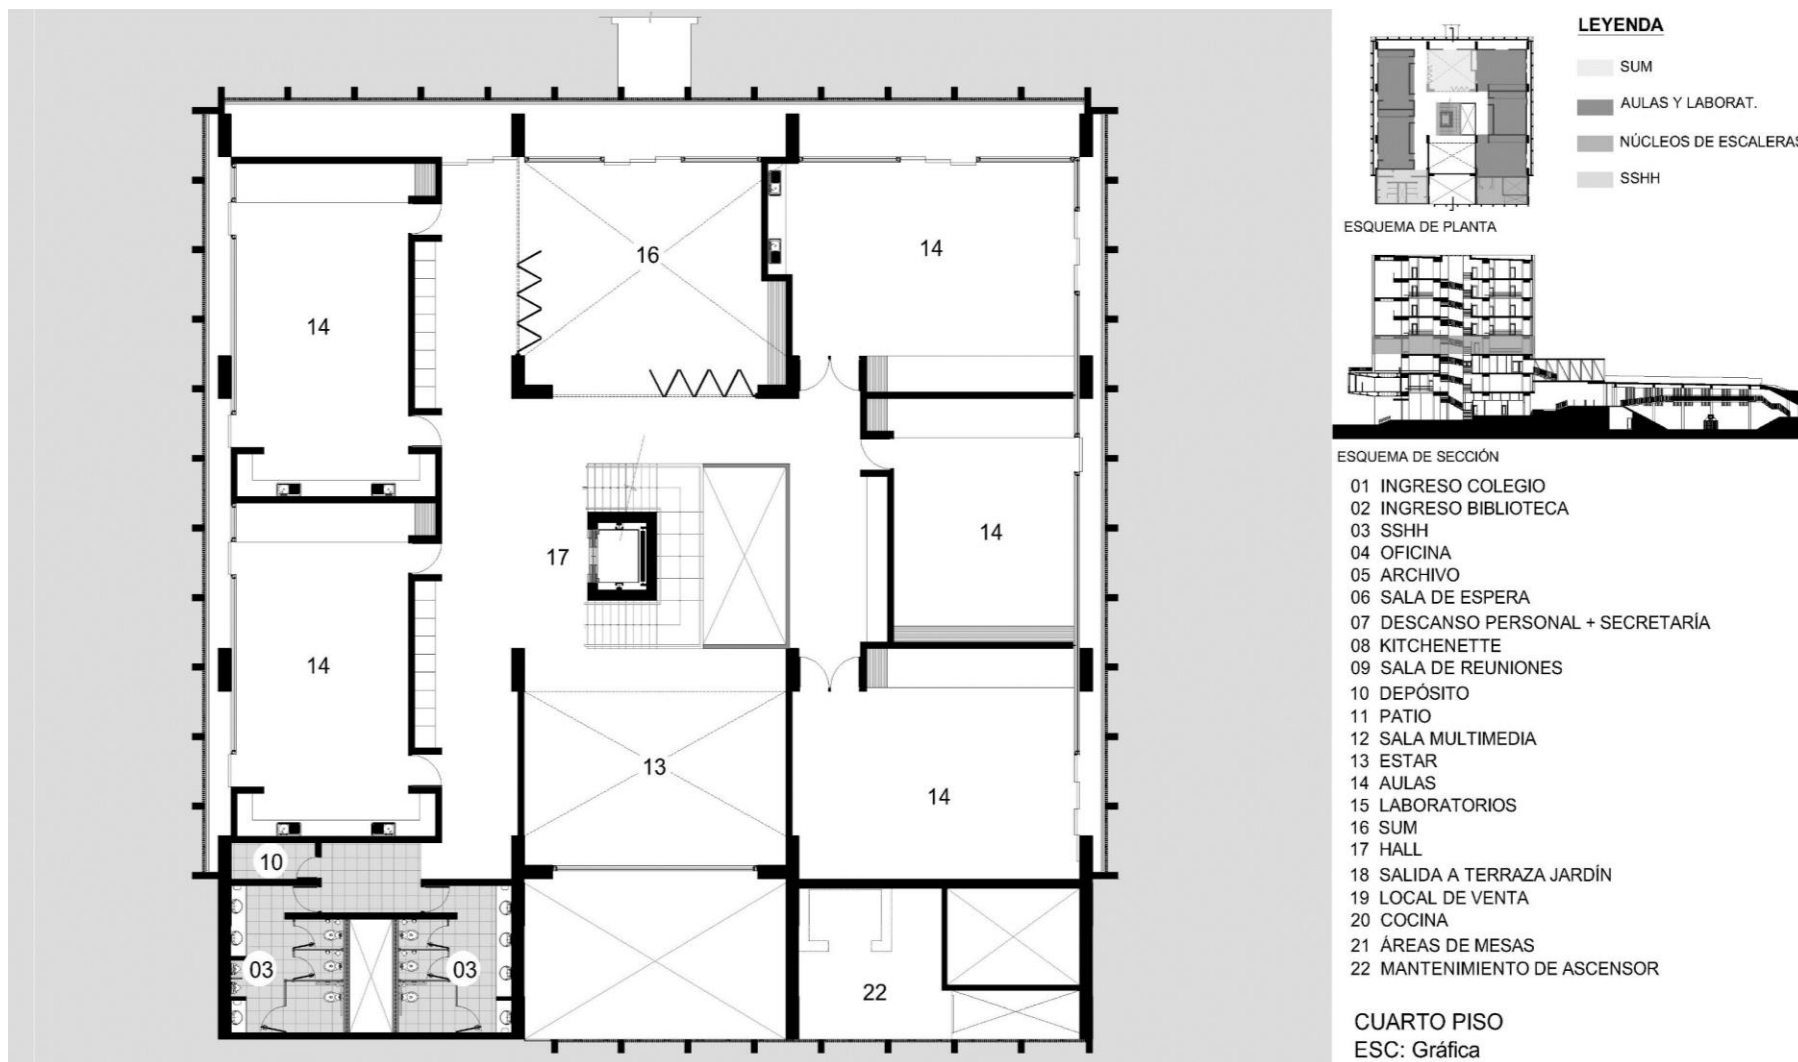 16
14
14
14
17
14
13
14
10
03
03
22
LEYENDA
SUM
AULAS Y LABORAT.
NÚCLEOS DE ESCALERAS
SSHH
ESQUEMA DE PLANTA
ESQUEMA DE SECCIÓN
01 INGRESO COLEGIO
02 INGRESO BIBLIOTECA
03 SSHH
04 OFICINA
05 ARCHIVO
06 SALA DE ESPERA
07 DESCANSO PERSONAL + SECRETARÍA
08 KITCHENETTE
09 SALA DE REUNIONES
10 DEPÓSITO
11 PATIO
12 SALA MULTIMEDIA
13 ESTAR
14 AULAS
15 LABORATORIOS
16 SUM
17 HALL
18 SALIDA A TERRAZA JARDÍN
19 LOCAL DE VENTA
20 COCINA
21 ÁREAS DE MESAS
22 MANTENIMIENTO DE ASCENSOR
CUARTO PISO
ESC: Gráfica